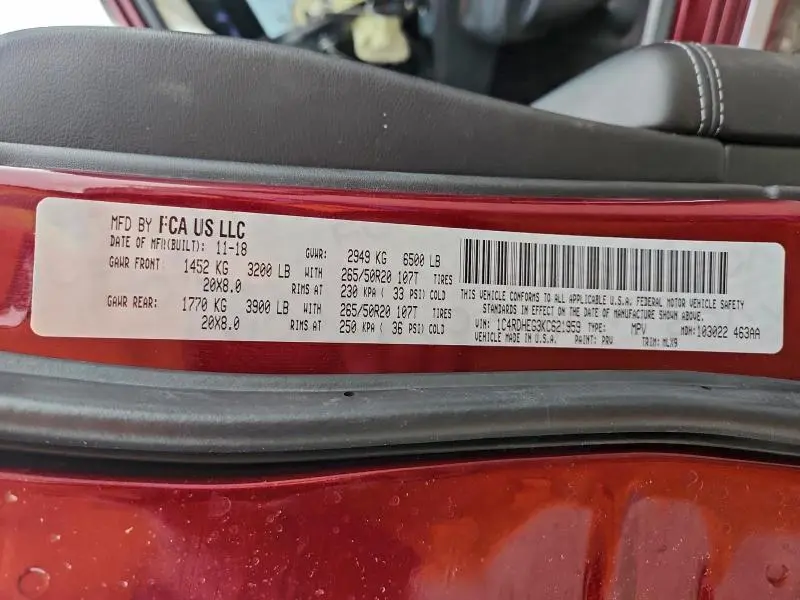 MFD BY FCA US LLC
DATE OF MFR(BUILT): 11-18 GVWR: 2949 KG 6500 LB
GAWR FRONT 1452 KG 3200 LB WITH 265/50R20 107T TIRES
20X8.0 RIMS AT 230 KPA ( 33 PSI) COLD
GAWR REAR: 1770 KG 3900 LB WITH 265/50R20 107T TIRES
20X8.0 RIMS AT 250 KPA ( 36 PSI) COLD
THIS VEHICLE CONFORMS TO ALL APPLICABLE U.S.A. FEDERAL MOTOR VEHICLE SAFETY
STANDARDS IN EFFECT ON THE DATE OF MANUFACTURE SHOWN ABOVE.
VIN: 1C4RDHEG3KC621959 TYPE: MPV MDH:103022 463AA
VEHICLE MADE IN U.S.A. PAINT: PRV TRIM: MLX9